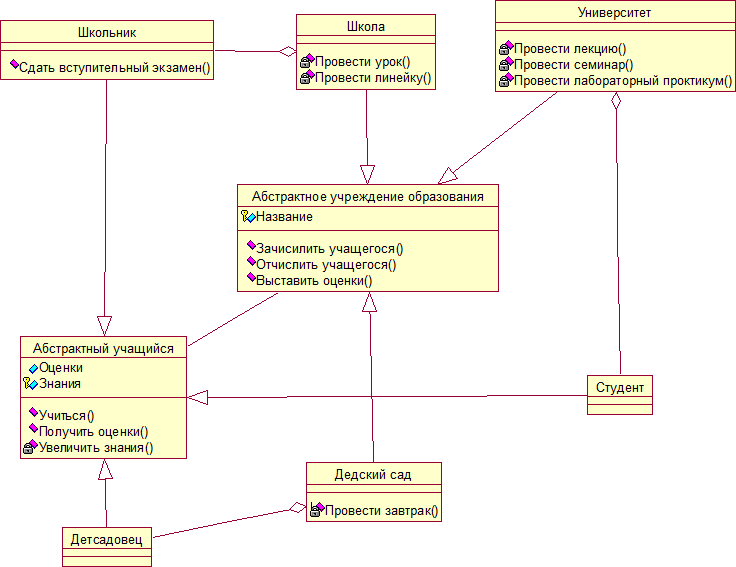 Школьник
Сдать вступительный экзамен()
Школа
Провести урок()
Провести линейку()
Университет
Провести лекцию()
Провести семинар()
Провести лабораторный проктикум()
Абстрактное учреждение образования
Название
Зачисилить учащегося()
Отчислить учащегося()
Выставить оценки()
Абстрактный учащийся
Оценки
Знания
Учиться()
Получить оценки()
Увеличить знания()
Студент
Дедский сад
Провести завтрак()
Детсадовец